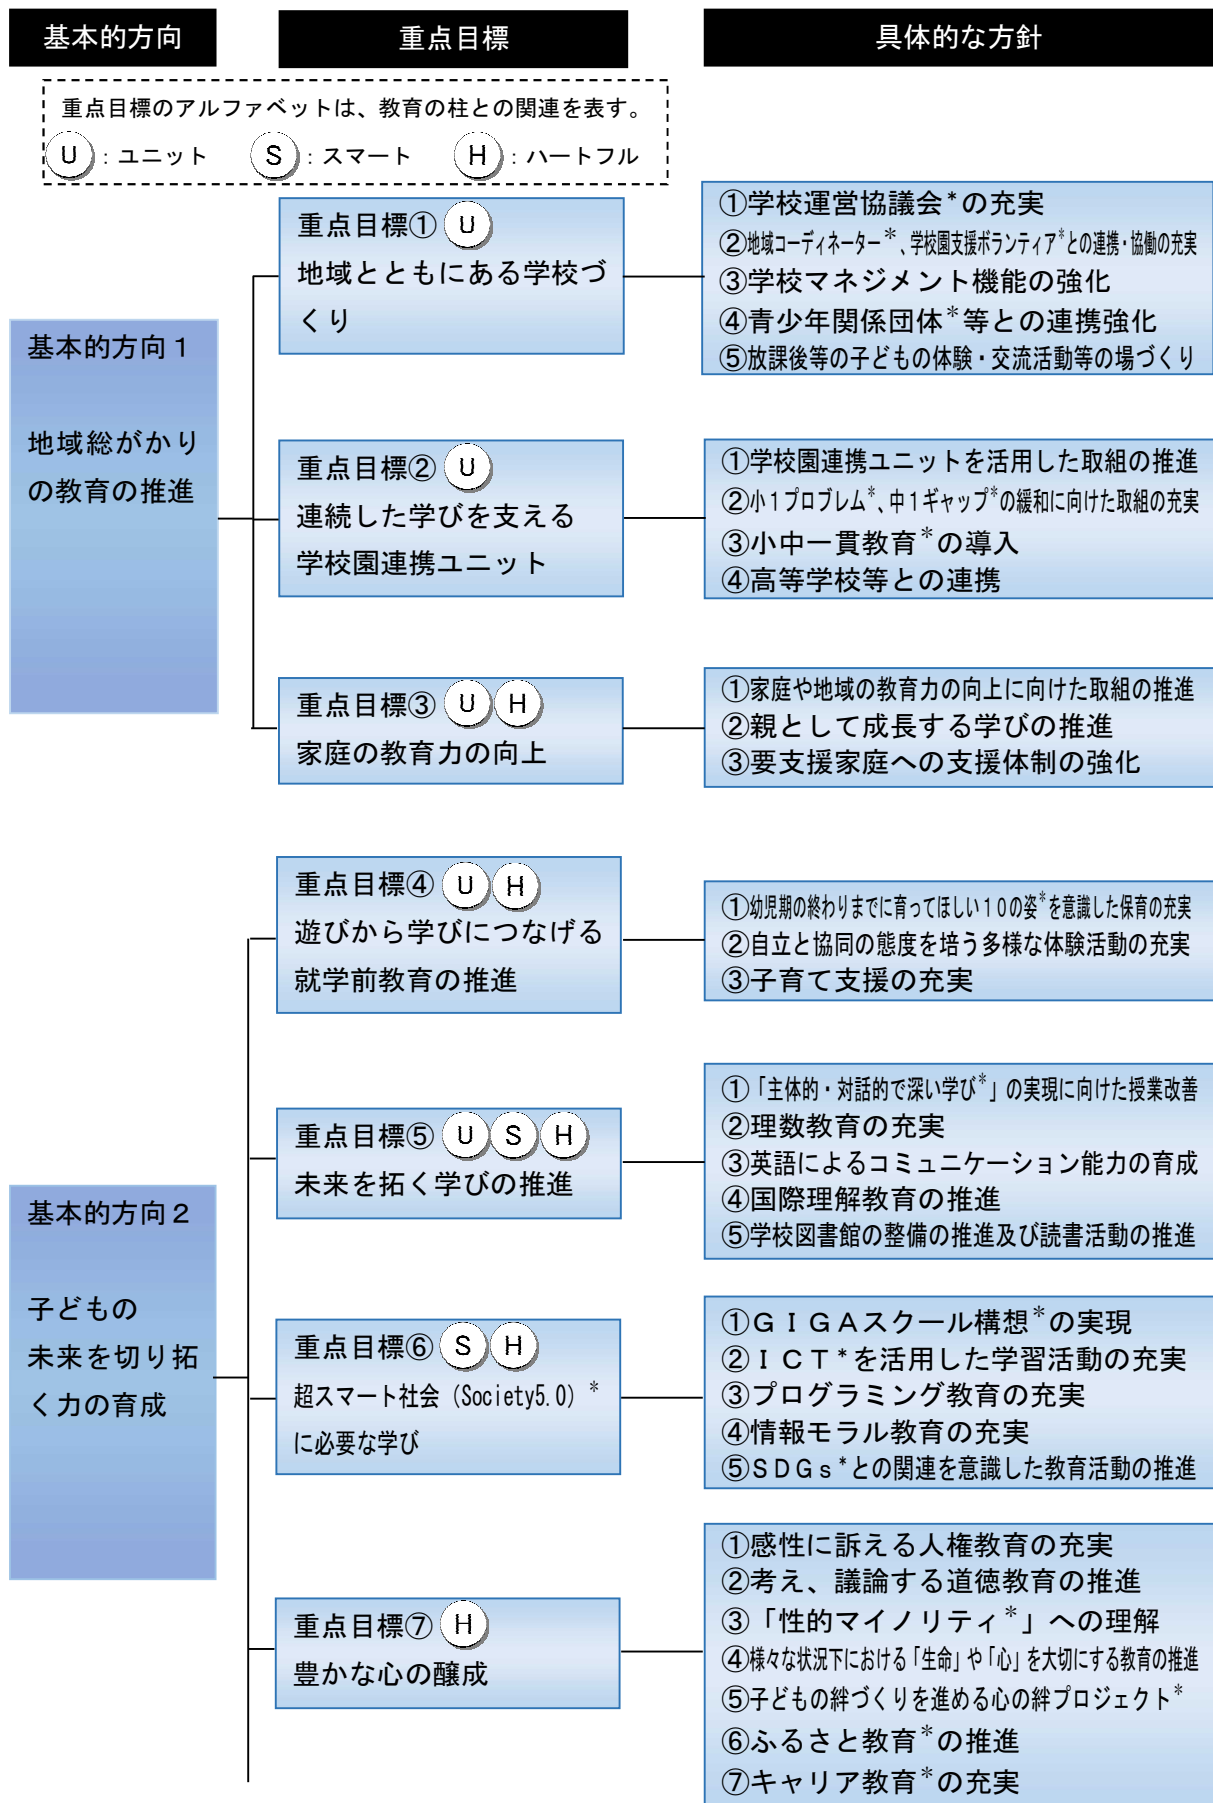 基本的方向
重点目標
具体的な方針
重点目標のアルファベットは、教育の柱との関連を表す。
U：ユニット　S：スマート　H：ハートフル
基本的方向１
地域総がかり
の教育の推進
重点目標① U
地域とともにある学校づ
くり
①学校運営協議会*の充実
②地域コーディネーター*、学校園支援ボランティア*との連携・協働の充実
③学校マネジメント機能の強化
④青少年関係団体*等との連携強化
⑤放課後等の子どもの体験・交流活動等の場づくり
重点目標② U
連続した学びを支える
学校園連携ユニット
①学校園連携ユニットを活用した取組の推進
②小１プロブレム*、中１ギャップ*の緩和に向けた取組の充実
③小中一貫教育*の導入
④高等学校等との連携
重点目標③ U H
家庭の教育力の向上
①家庭や地域の教育力の向上に向けた取組の推進
②親として成長する学びの推進
③要支援家庭への支援体制の強化
基本的方向２
子どもの
未来を切り拓
く力の育成
重点目標④ U H
遊びから学びにつなげる
就学前教育の推進
①幼児期の終わりまでに育ってほしい１０の姿*を意識した保育の充実
②自立と協同の態度を培う多様な体験活動の充実
③子育て支援の充実
重点目標⑤ U S H
未来を拓く学びの推進
①「主体的・対話的で深い学び*」の実現に向けた授業改善
②理数教育の充実
③英語によるコミュニケーション能力の育成
④国際理解教育の推進
⑤学校図書館の整備の推進及び読書活動の推進
重点目標⑥ S H
超スマート社会（Society5.0）*
に必要な学び
①ＧＩＧＡスクール構想*の実現
②ＩＣＴ*を活用した学習活動の充実
③プログラミング教育の充実
④情報モラル教育の充実
⑤ＳＤＧｓ*との関連を意識した教育活動の推進
重点目標⑦ H
豊かな心の醸成
①感性に訴える人権教育の充実
②考え、議論する道徳教育の推進
③「性的マイノリティ*」への理解
④様々な状況下における「生命」や「心」を大切にする教育の推進
⑤子どもの絆づくりを進める心の絆プロジェクト*
⑥ふるさと教育*の推進
⑦キャリア教育*の充実